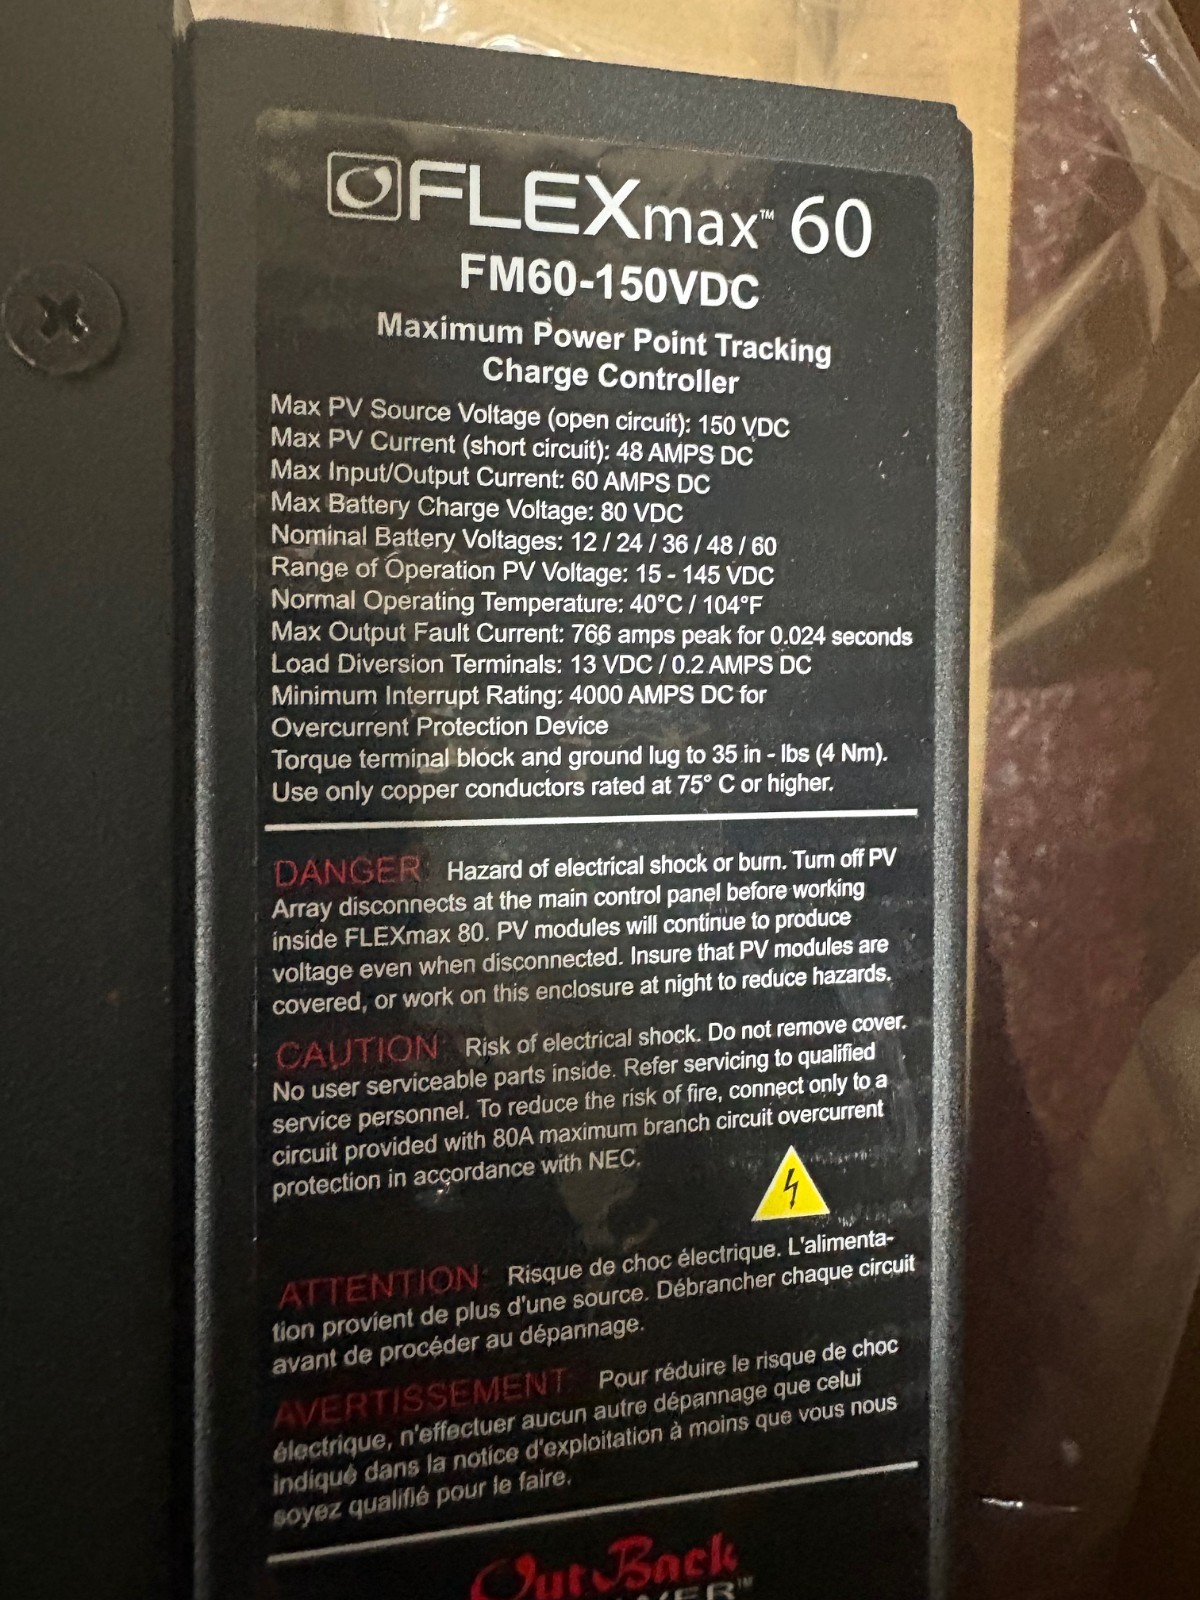 FLEXmax™ 60
FM60-150VDC
Maximum Power Point Tracking
Charge Controller
Max PV Source Voltage (open circuit): 150 VDC
Max PV Current (short circuit): 48 AMPS DC
Max Input/Output Current: 60 AMPS DC
Max Battery Charge Voltage: 80 VDC
Nominal Battery Voltages: 12 / 24 / 36 / 48 / 60
Range of Operation PV Voltage: 15 - 145 VDC
Normal Operating Temperature: 40°C / 104°F
Max Output Fault Current: 766 amps peak for 0.024 seconds
Load Diversion Terminals: 13 VDC / 0.2 AMPS DC
Minimum Interrupt Rating: 4000 AMPS DC for
Overcurrent Protection Device
Torque terminal block and ground lug to 35 in - lbs (4 Nm).
Use only copper conductors rated at 75° C or higher.
DANGER: Hazard of electrical shock or burn. Turn off PV
Array disconnects at the main control panel before working
inside FLEXmax 80. PV modules will continue to produce
voltage even when disconnected. Insure that PV modules are
covered, or work on this enclosure at night to reduce hazards.
CAUTION: Risk of electrical shock. Do not remove cover.
No user serviceable parts inside. Refer servicing to qualified
service personnel. To reduce the risk of fire, connect only to a
circuit provided with 80A maximum branch circuit overcurrent
protection in accordance with NEC.
ATTENTION: Risque de choc électrique. L'alimenta-
tion provient de plus d'une source. Débrancher chaque circuit
avant de procéder au dépannage.
AVERTISSEMENT: Pour réduire le risque de choc
électrique, n'effectuer aucun autre dépannage que celui
indiqué dans la notice d'exploitation à moins que vous nous
soyez qualifié pour le faire.
OutBack